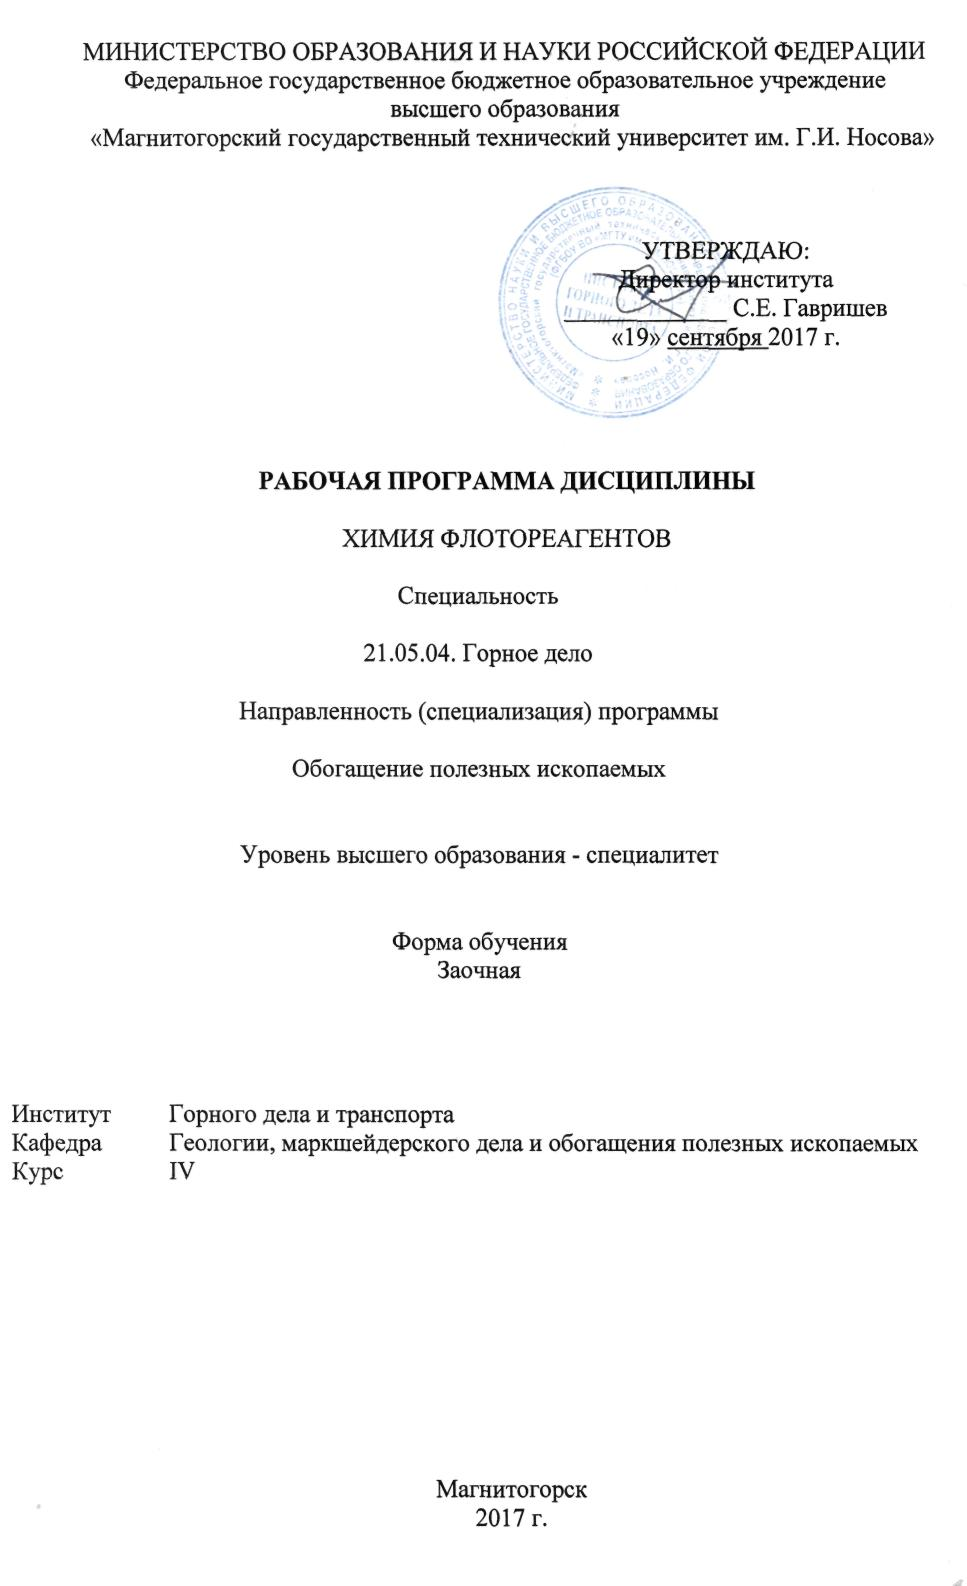 МИНИСТЕРСТВО ОБРАЗОВАНИЯ И НАУКИ РОССИЙСКОЙ ФЕДЕРАЦИИ
Федеральное государственное бюджетное образовательное учреждение
высшего образования
«Магнитогорский государственный технический университет им. Г.И. Носова»
УТВЕРЖДАЮ:
Директор института
С.Е. Гавришев
«19» сентября 2017 г.
РАБОЧАЯ ПРОГРАММА ДИСЦИПЛИНЫ
ХИМИЯ ФЛОТОРЕАГЕНТОВ
Специальность
21.05.04. Горное дело
Направленность (специализация) программы
Обогащение полезных ископаемых
Уровень высшего образования - специалитет
Форма обучения
Заочная
Институт Горного дела и транспорта
Кафедра Геологии, маркшейдерского дела и обогащения полезных ископаемых
Курс IV
Магнитогорск
2017 г.